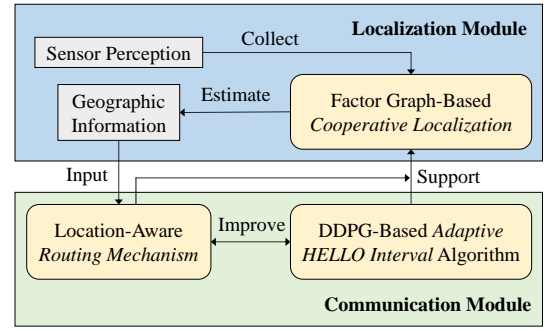 Localization Module
Sensor Perception
Collect
Geographic
Information
Estimate
Factor Graph-Based
Cooperative Localization
Input
Support
Location-Aware
Routing Mechanism
Improve
DDPG-Based Adaptive
HELLO Interval Algorithm
Communication Module